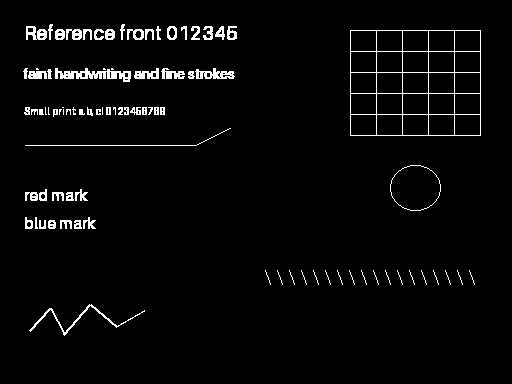 Reference front 012345
faint handwriting and fine strokes
Small print a, b, c! 0123456789
red mark
blue mark